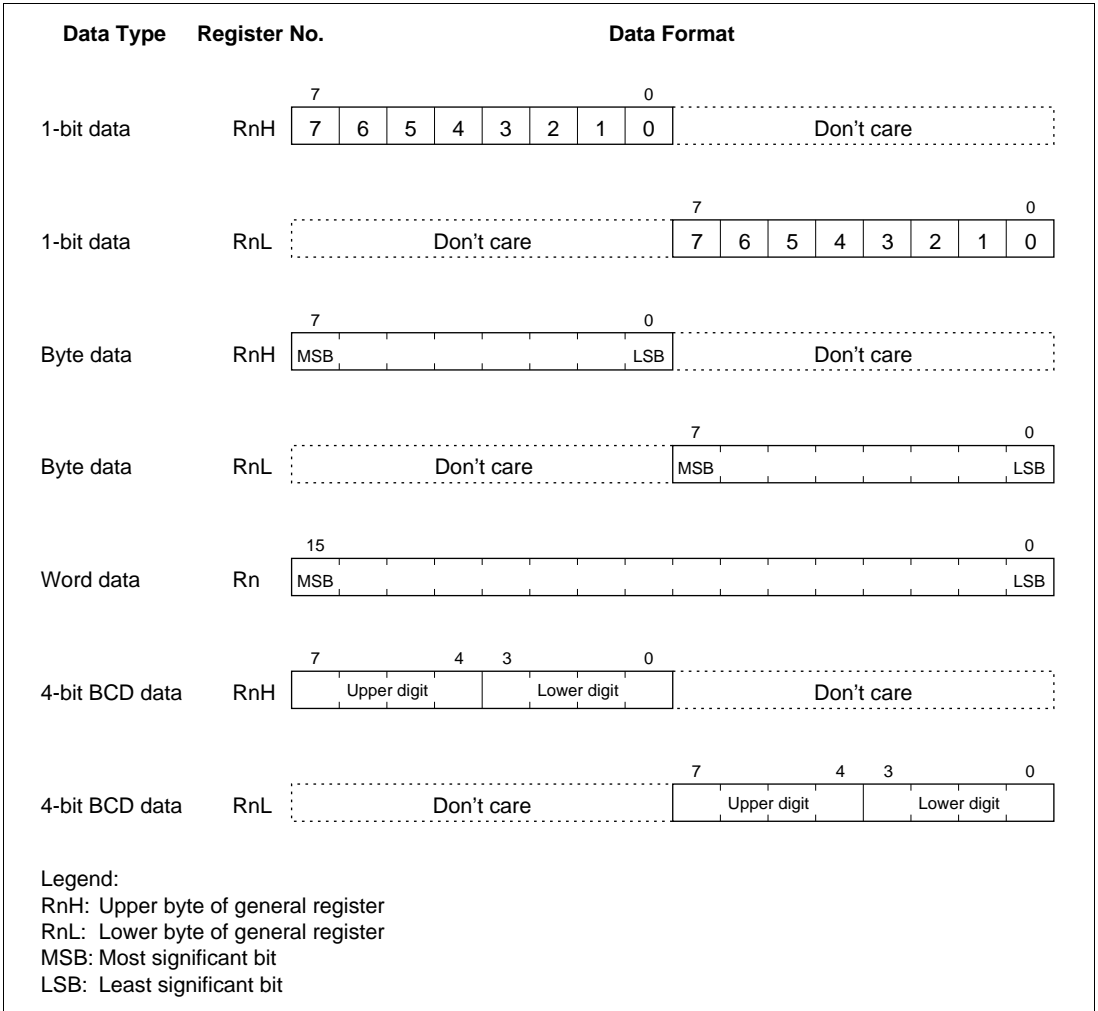 Data Type Register No. Data Format
7 0
1-bit data RnH 7 6 5 4 3 2 1 0 Don't care
7 0
1-bit data RnL Don't care 7 6 5 4 3 2 1 0
7 0
Byte data RnH MSB LSB Don't care
7 0
Byte data RnL Don't care MSB LSB
15 0
Word data Rn MSB LSB
7 4 3 0
4-bit BCD data RnH Upper digit Lower digit Don't care
7 4 3 0
4-bit BCD data RnL Don't care Upper digit Lower digit
Legend:
RnH: Upper byte of general register
RnL: Lower byte of general register
MSB: Most significant bit
LSB: Least significant bit